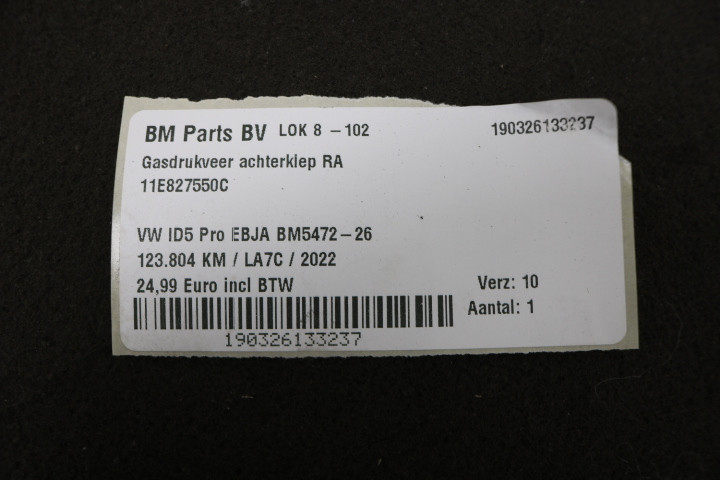 BM Parts BV LOK 8 - 102 190326133237
Gasdrukveer achterklep RA
11E827550C
VW ID5 Pro EBJA BM5472-26
123.804 KM / LA7C / 2022
24,99 Euro incl BTW Verz: 10
Aantal: 1
190326133237